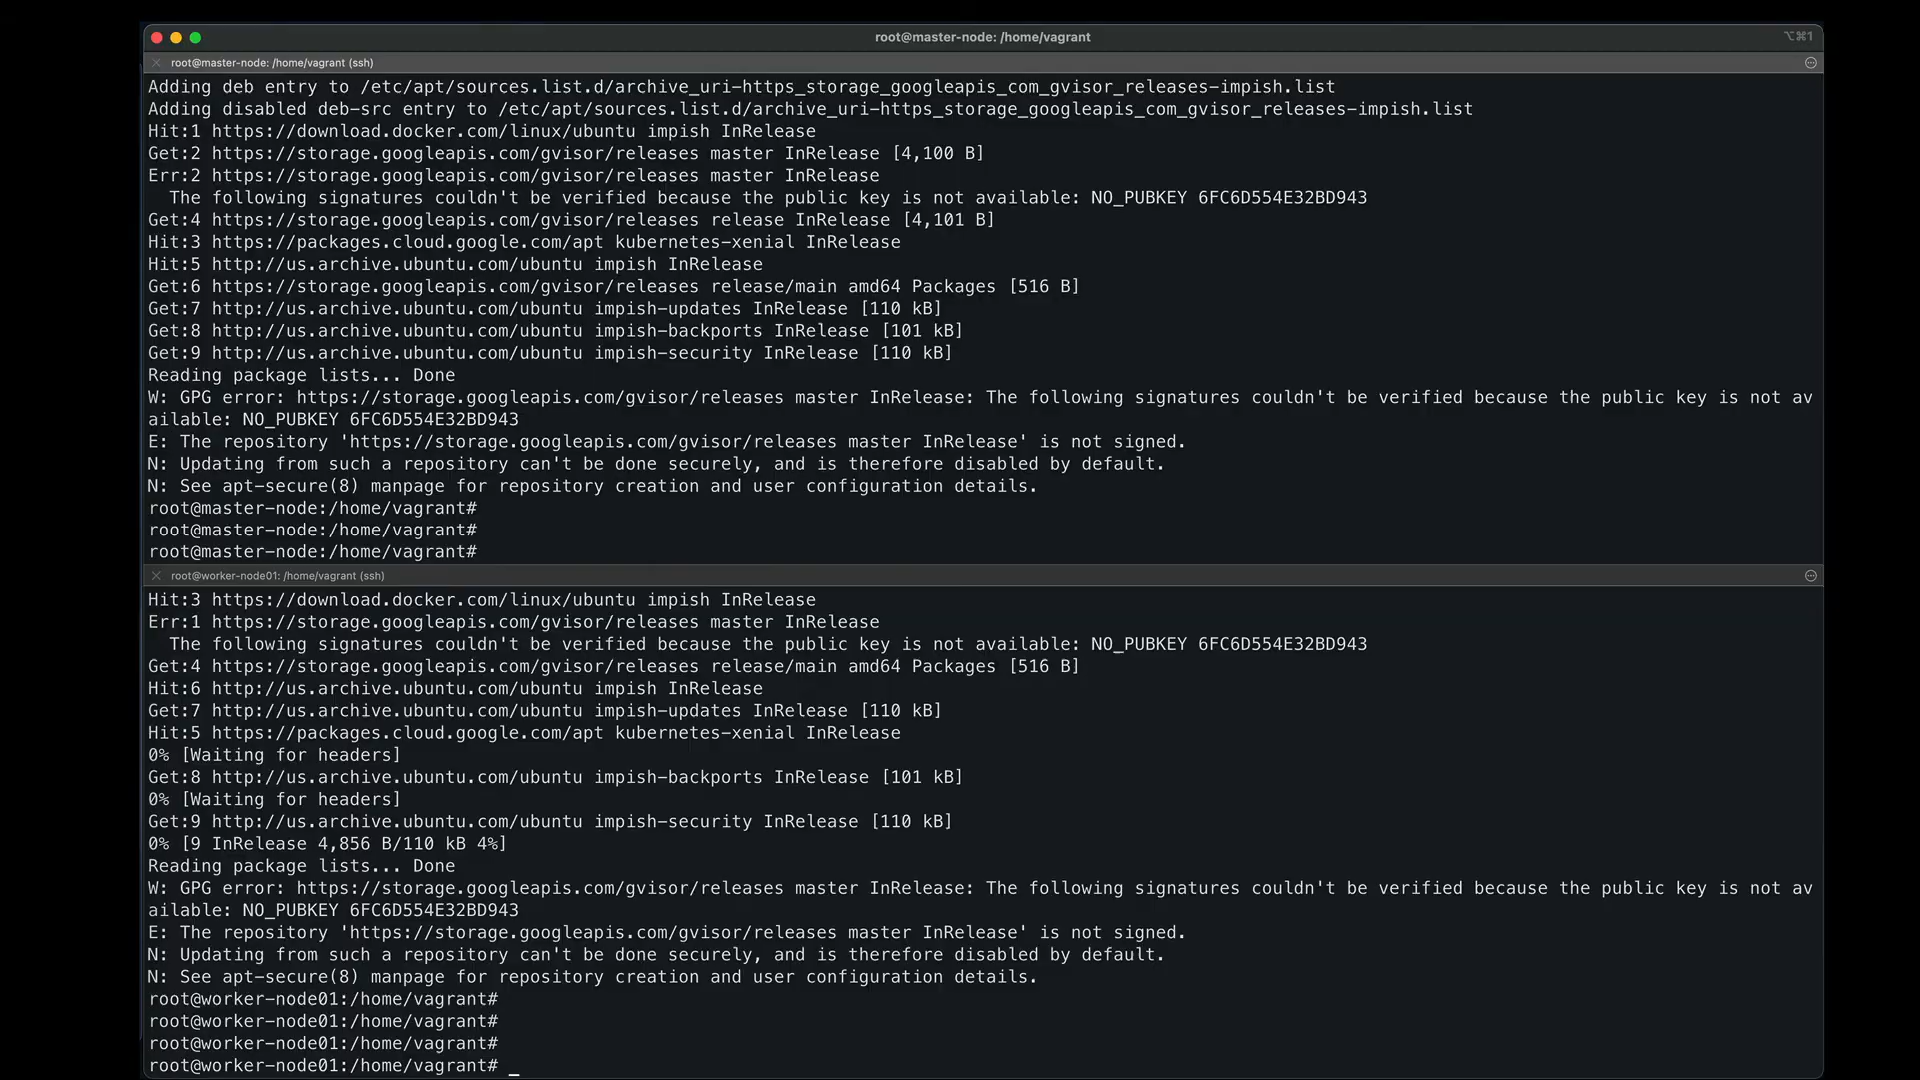 root@master-node: /home/vagrant
⌥⌘1
root@master-node: /home/vagrant (ssh)
Adding deb entry to /etc/apt/sources.list.d/archive_uri-https_storage_googleapis_com_gvisor_releases-impish.list
Adding disabled deb-src entry to /etc/apt/sources.list.d/archive_uri-https_storage_googleapis_com_gvisor_releases-impish.list
Hit:1 https://download.docker.com/linux/ubuntu impish InRelease
Get:2 https://storage.googleapis.com/gvisor/releases master InRelease [4,100 B]
Err:2 https://storage.googleapis.com/gvisor/releases master InRelease
The following signatures couldn't be verified because the public key is not available: NO_PUBKEY 6FC6D554E32BD943
Get:4 https://storage.googleapis.com/gvisor/releases release InRelease [4,101 B]
Hit:3 https://packages.cloud.google.com/apt kubernetes-xenial InRelease
Hit:5 http://us.archive.ubuntu.com/ubuntu impish InRelease
Get:6 https://storage.googleapis.com/gvisor/releases release/main amd64 Packages [516 B]
Get:7 http://us.archive.ubuntu.com/ubuntu impish-updates InRelease [110 kB]
Get:8 http://us.archive.ubuntu.com/ubuntu impish-backports InRelease [101 kB]
Get:9 http://us.archive.ubuntu.com/ubuntu impish-security InRelease [110 kB]
Reading package lists... Done
W: GPG error: https://storage.googleapis.com/gvisor/releases master InRelease: The following signatures couldn't be verified because the public key is not av
ailable: NO_PUBKEY 6FC6D554E32BD943
E: The repository 'https://storage.googleapis.com/gvisor/releases master InRelease' is not signed.
N: Updating from such a repository can't be done securely, and is therefore disabled by default.
N: See apt-secure(8) manpage for repository creation and user configuration details.
root@master-node:/home/vagrant#
root@master-node:/home/vagrant#
root@master-node:/home/vagrant#
root@worker-node01: /home/vagrant (ssh)
Hit:3 https://download.docker.com/linux/ubuntu impish InRelease
Err:1 https://storage.googleapis.com/gvisor/releases master InRelease
The following signatures couldn't be verified because the public key is not available: NO_PUBKEY 6FC6D554E32BD943
Get:4 https://storage.googleapis.com/gvisor/releases release/main amd64 Packages [516 B]
Hit:6 http://us.archive.ubuntu.com/ubuntu impish InRelease
Get:7 http://us.archive.ubuntu.com/ubuntu impish-updates InRelease [110 kB]
Hit:5 https://packages.cloud.google.com/apt kubernetes-xenial InRelease
0% [Waiting for headers]
Get:8 http://us.archive.ubuntu.com/ubuntu impish-backports InRelease [101 kB]
0% [Waiting for headers]
Get:9 http://us.archive.ubuntu.com/ubuntu impish-security InRelease [110 kB]
0% [9 InRelease 4,856 B/110 kB 4%]
Reading package lists... Done
W: GPG error: https://storage.googleapis.com/gvisor/releases master InRelease: The following signatures couldn't be verified because the public key is not av
ailable: NO_PUBKEY 6FC6D554E32BD943
E: The repository 'https://storage.googleapis.com/gvisor/releases master InRelease' is not signed.
N: Updating from such a repository can't be done securely, and is therefore disabled by default.
N: See apt-secure(8) manpage for repository creation and user configuration details.
root@worker-node01:/home/vagrant#
root@worker-node01:/home/vagrant#
root@worker-node01:/home/vagrant#
root@worker-node01:/home/vagrant# _